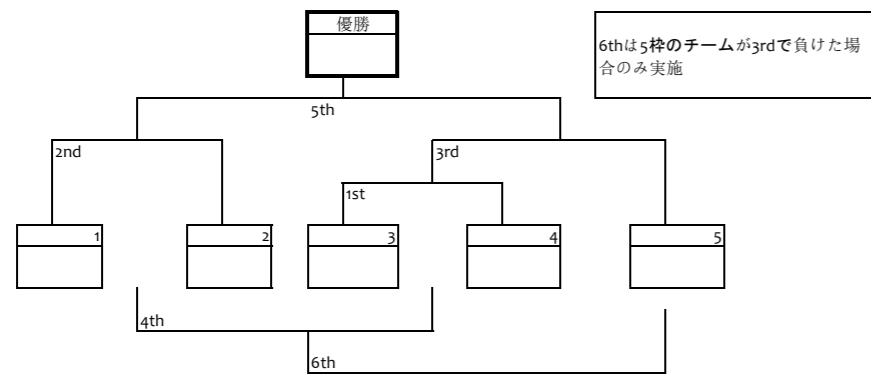 優勝
6thは5枠のチームが3rdで負けた場
合のみ実施
5th
2nd
3rd
1st
1
2
3
4
5
4th
6th